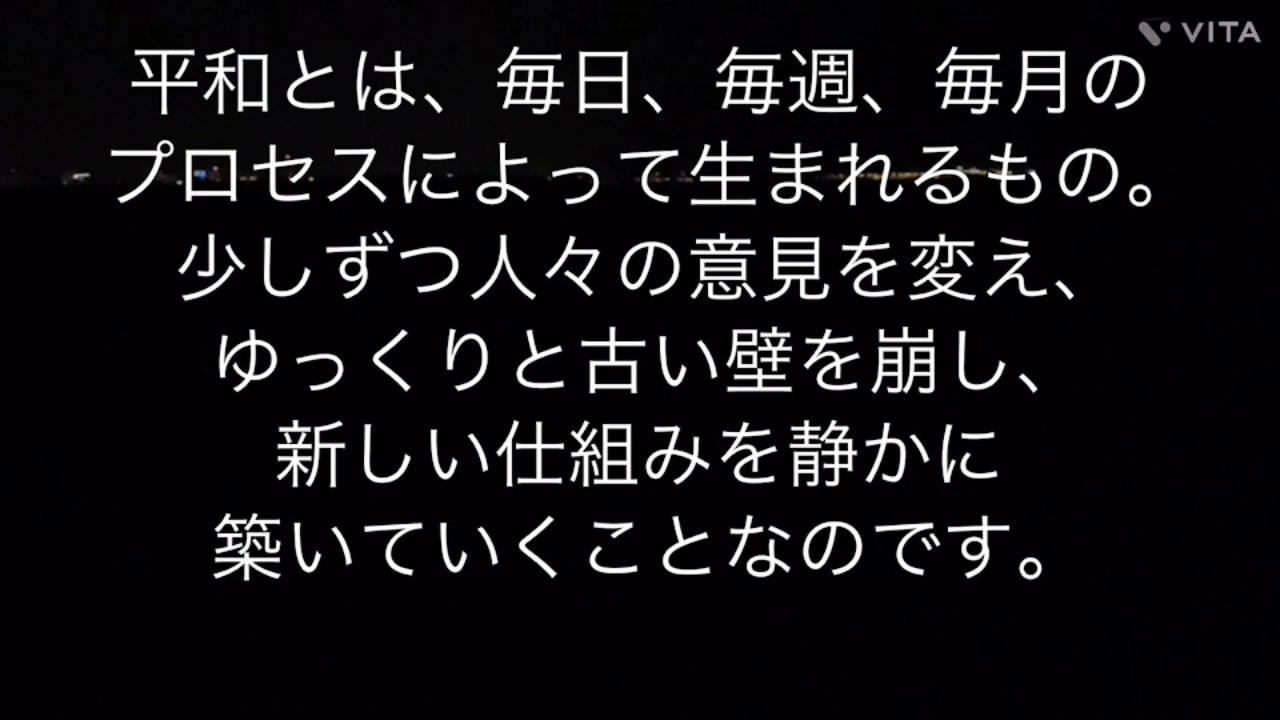 VITA
平和とは、毎日、毎週、毎月の
プロセスによって生まれるもの。
少しずつ人々の意見を変え、
ゆっくりと古い壁を崩し、
新しい仕組みを静かに
築いていくことなのです。